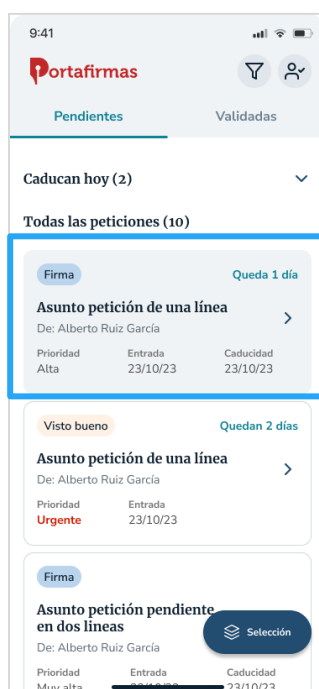 9:41
Portafirmas
Pendientes Validadas
Caducan hoy (2)
Todas las peticiones (10)
Firma Queda 1 día
Asunto petición de una línea
De: Alberto Ruiz García
Prioridad Entrada Caducidad
Alta 23/10/23 23/10/23
Visto bueno Quedan 2 días
Asunto petición de una línea
De: Alberto Ruiz García
Prioridad Entrada
Urgente 23/10/23
Firma
Asunto petición pendiente
en dos lineas
Selección
De: Alberto Ruiz García
Prioridad Entrada Caducidad
Muy alta 23/10/23